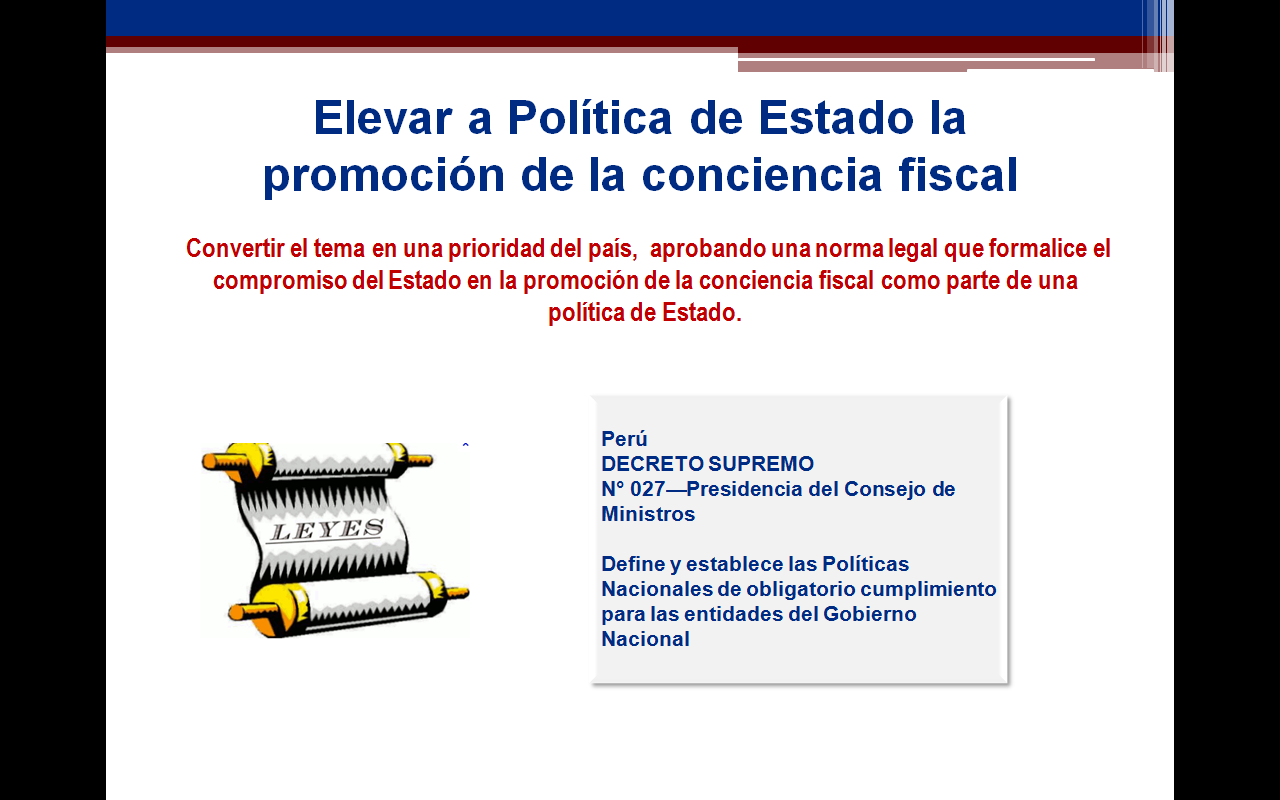 Elevar a Política de Estado la
promoción de la conciencia fiscal
Convertir el tema en una prioridad del país,  aprobando una norma legal que formalice el
compromiso del Estado en la promoción de la conciencia fiscal como parte de una
política de Estado.
LEYES
Perú
DECRETO SUPREMO
N° 027—Presidencia del Consejo de
Ministros
Define y establece las Políticas
Nacionales de obligatorio cumplimiento
para las entidades del Gobierno
Nacional